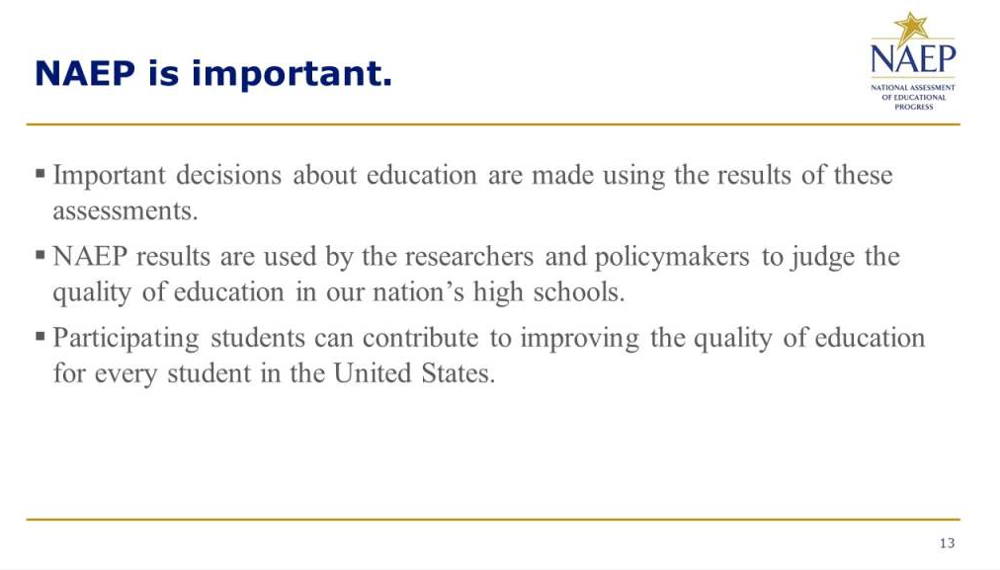 NAEP is important.
NAEP
NATIONAL ASSESSMENT
OF EDUCATIONAL
PROGRESS
▪ Important decisions about education are made using the results of these
assessments.
▪ NAEP results are used by the researchers and policymakers to judge the
quality of education in our nation’s high schools.
▪ Participating students can contribute to improving the quality of education
for every student in the United States.
13